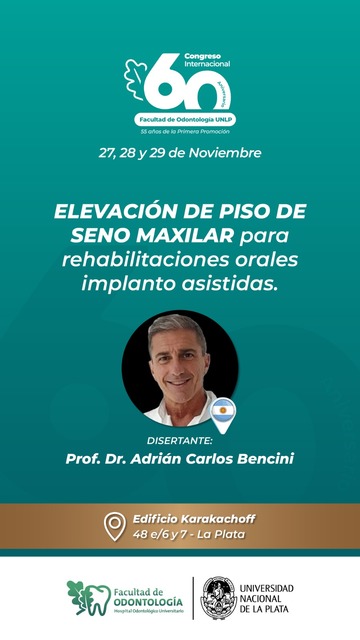 Congreso
Internacional
60
Facultad de Odontología UNLP
55 años de la Primera Promoción
27, 28 y 29 de Noviembre
ELEVACIÓN DE PISO DE
SENO MAXILAR para
rehabilitaciones orales
implanto asistidas.
DISERTANTE:
Prof. Dr. Adrián Carlos Bencini
Edificio Karakachoff
48 e/6 y 7 - La Plata
Facultad de
ODONTOLOGÍA
Hospital Odontológico Universitario
UNIVERSIDAD
NACIONAL
DE LA PLATA